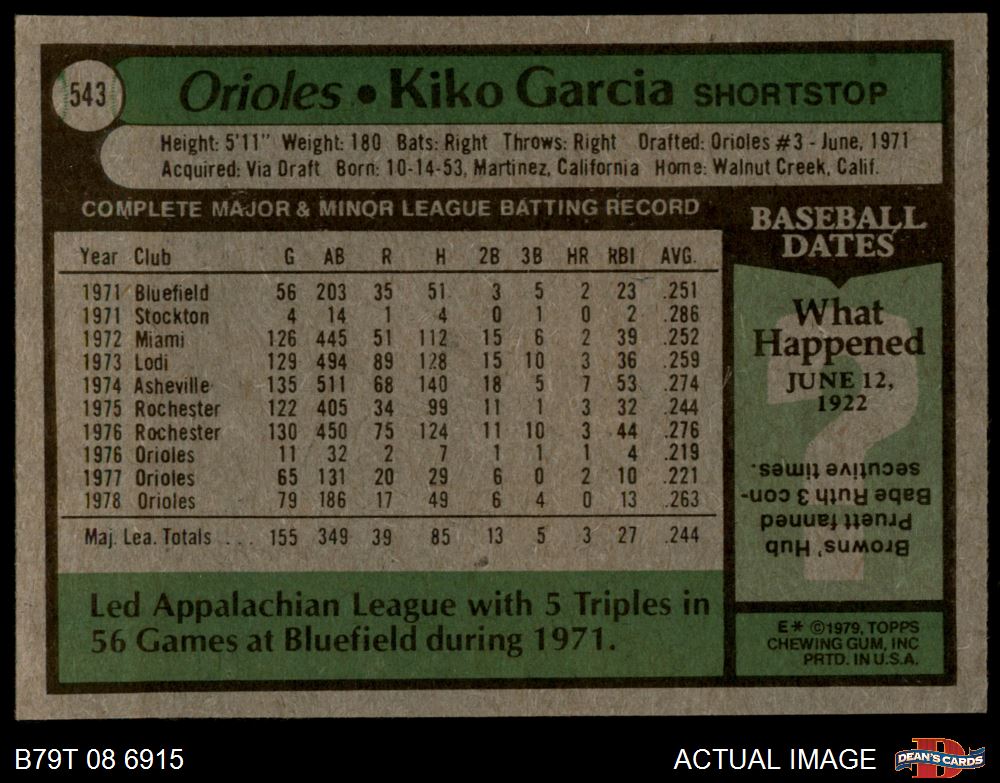 543
Orioles • Kiko Garcia SHORTSTOP
Height: 5'11" Weight: 180 Bats: Right Throws: Right Drafted: Orioles #3 - June, 1971
Acquired: Via Draft Born: 10-14-53, Martinez, California Home: Walnut Creek, Calif.
COMPLETE MAJOR & MINOR LEAGUE BATTING RECORD
Year Club G AB R H 2B 3B HR RBI AVG.
1971 Bluefield 56 203 35 51 3 5 2 23 .251
1971 Stockton 4 14 1 4 0 1 0 2 .286
1972 Miami 126 445 51 112 15 6 2 39 .252
1973 Lodi 129 494 89 128 15 10 3 36 .259
1974 Asheville 135 511 68 140 18 5 7 53 .274
1975 Rochester 122 405 34 99 11 1 3 32 .244
1976 Rochester 130 450 75 124 11 10 3 44 .276
1976 Orioles 11 32 2 7 1 1 1 4 .219
1977 Orioles 65 131 20 29 6 0 2 10 .221
1978 Orioles 79 186 17 49 6 4 0 13 .263
Maj. Lea. Totals ... 155 349 39 85 13 5 3 27 .244
Led Appalachian League with 5 Triples in
56 Games at Bluefield during 1971.
BASEBALL
DATES
What
Happened
JUNE 12,
1922
?
Browns' Hub
Pruett fanned
Babe Ruth 3 con-
secutive times.
E* ©1979, TOPPS
CHEWING GUM, INC
PRTD. IN U.S.A.
B79T 08 6915
ACTUAL IMAGE
D
DEAN'S CARDS